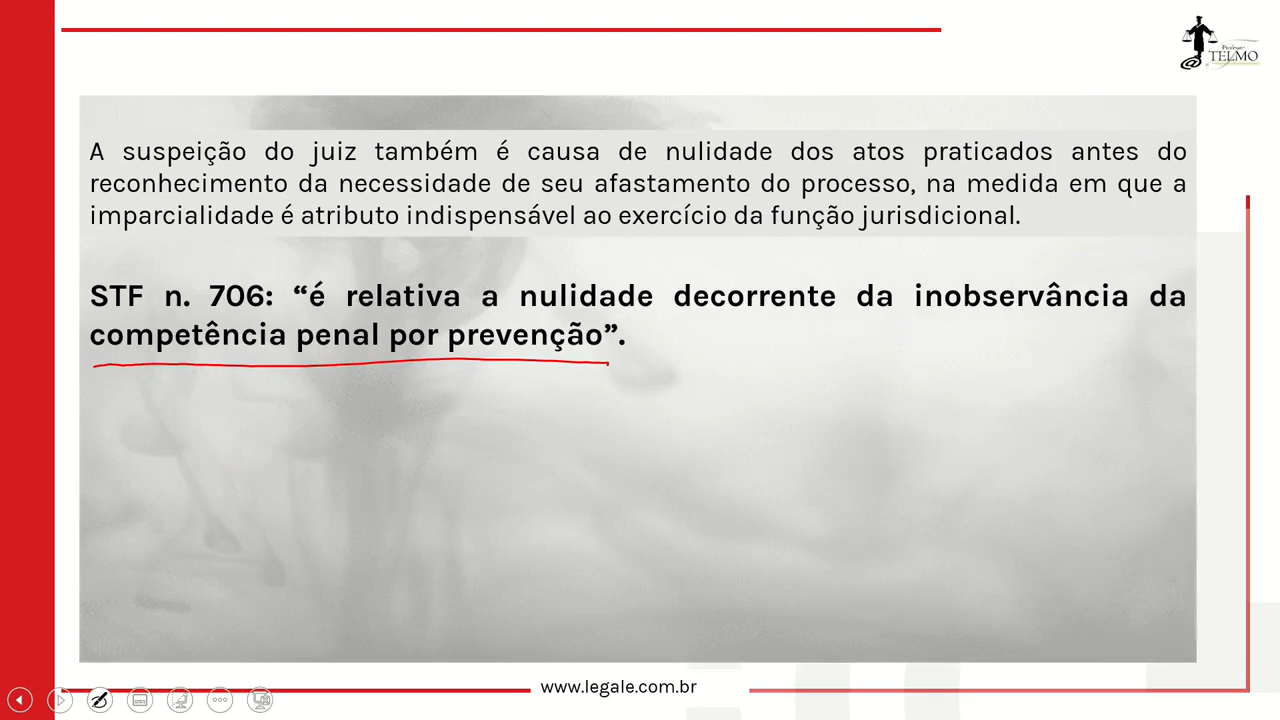 Professor
TELMO
A suspeição do juiz também é causa de nulidade dos atos praticados antes do
reconhecimento da necessidade de seu afastamento do processo, na medida em que a
imparcialidade é atributo indispensável ao exercício da função jurisdicional.
STF n. 706: “é relativa a nulidade decorrente da inobservância da
competência penal por prevenção”.
www.legale.com.br